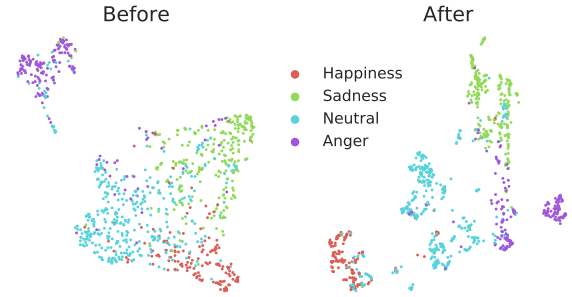 Before
After
Happiness
Sadness
Neutral
Anger